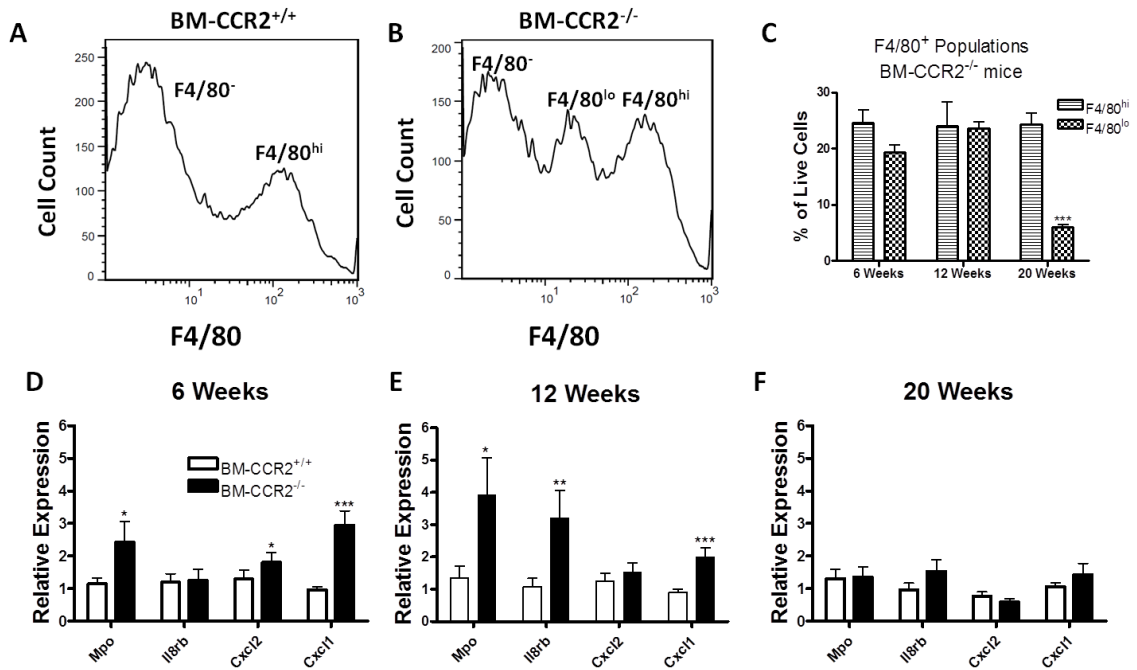 A
BM-CCR2+/+
250
200
150
100
50
0
10^1
10^2
10^3
Cell Count
F4/80-
F4/80hi
F4/80
B
BM-CCR2-/-
200
150
100
50
0
10^1
10^2
10^3
Cell Count
F4/80-
F4/80lo
F4/80hi
F4/80
C
F4/80+ Populations
BM-CCR2-/- mice
30
20
10
0
% of Live Cells
F4/80hi
F4/80lo
***
6 Weeks
12 Weeks
20 Weeks
D
6 Weeks
6
5
4
3
2
1
0
Relative Expression
BM-CCR2+/+
BM-CCR2-/-
*
*
***
Mpo
Il8rb
Cxcl2
Cxcl1
E
12 Weeks
6
5
4
3
2
1
0
Relative Expression
*
**
***
Mpo
Il8rb
Cxcl2
Cxcl1
F
20 Weeks
6
5
4
3
2
1
0
Relative Expression
Mpo
Il8rb
Cxcl2
Cxcl1